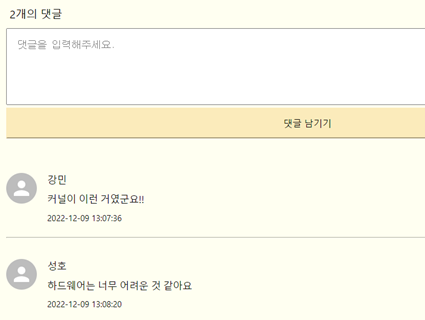 2개의 댓글
댓글을 입력해주세요.
댓글 남기기
강민
커널이 이런 거였군요!!
2022-12-09 13:07:36
성호
하드웨어는 너무 어려운 것 같아요
2022-12-09 13:08:20